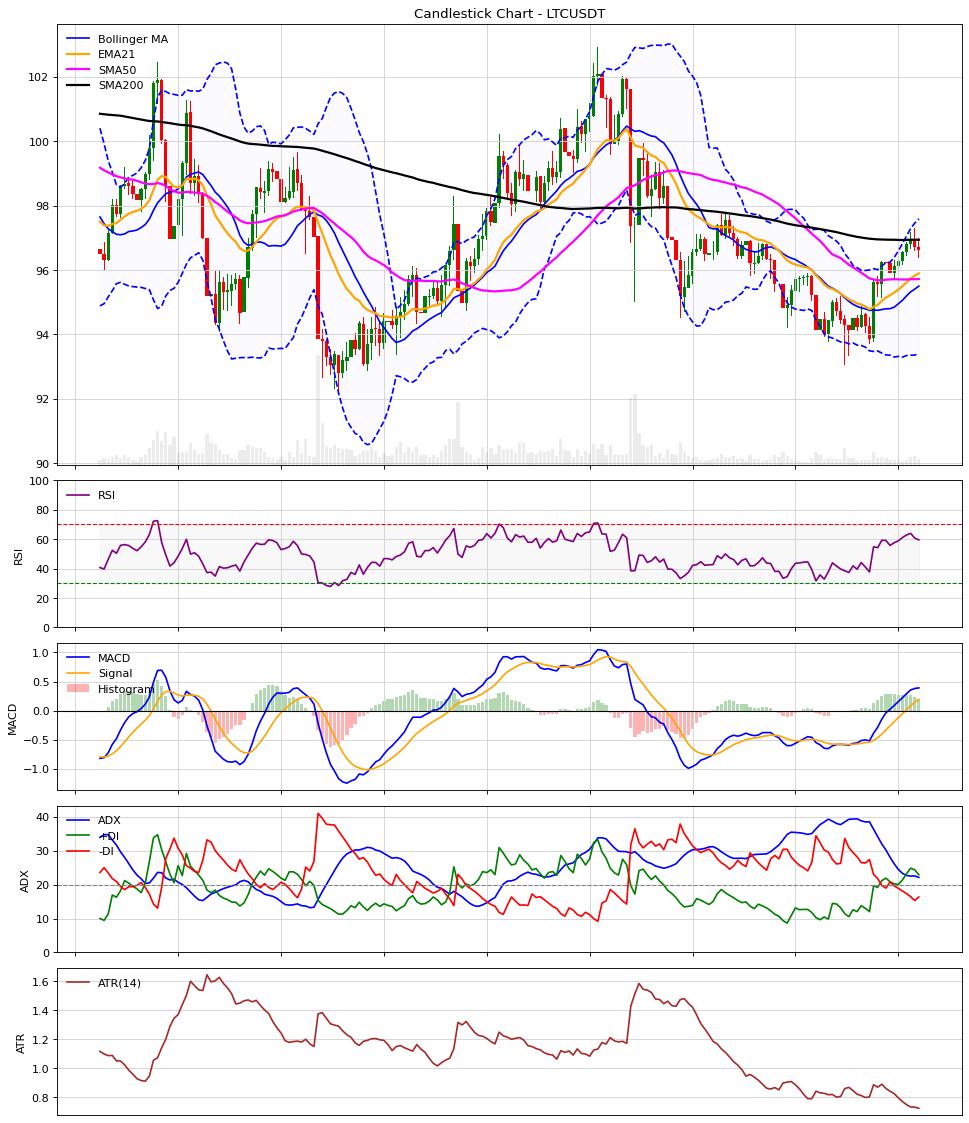 Candlestick Chart - LTCUSDT
Bollinger MA
EMA21
SMA50
SMA200
102
100
98
96
94
92
90
RSI
RSI
100
80
60
40
20
0
MACD
Signal
Histogram
MACD
1.0
0.5
0.0
−0.5
−1.0
ADX
+DI
-DI
ADX
40
30
20
10
0
ATR(14)
ATR
1.6
1.4
1.2
1.0
0.8